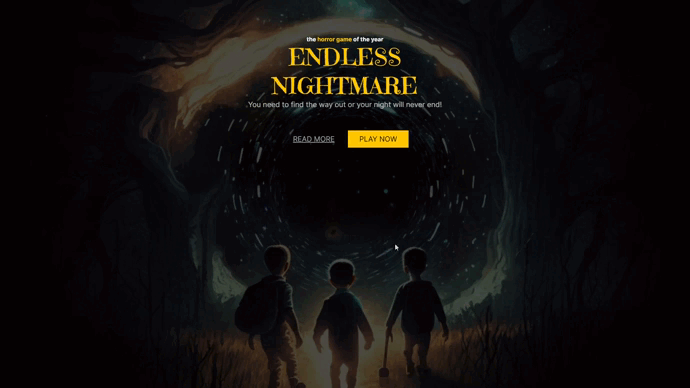 the horror game of the year
ENDLESS
NIGHTMARE
You need to find the way out or your night will never end!
READ MORE
PLAY NOW